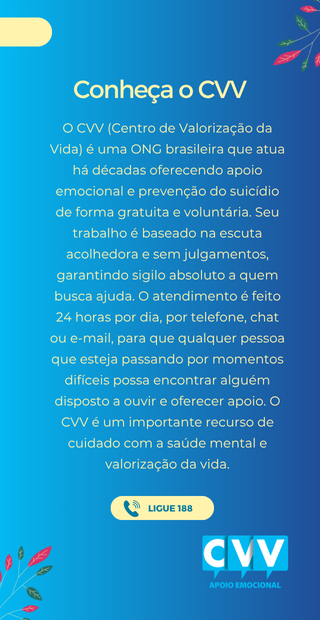 Conheça o CVV
O CVV (Centro de Valorização da
Vida) é uma ONG brasileira que atua
há décadas oferecendo apoio
emocional e prevenção do suicídio
de forma gratuita e voluntária. Seu
trabalho é baseado na escuta
acolhedora e sem julgamentos,
garantindo sigilo absoluto a quem
busca ajuda. O atendimento é feito
24 horas por dia, por telefone, chat
ou e-mail, para que qualquer pessoa
que esteja passando por momentos
difíceis possa encontrar alguém
disposto a ouvir e oferecer apoio. O
CVV é um importante recurso de
cuidado com a saúde mental e
valorização da vida.
LIGUE 188
CVV
APOIO EMOCIONAL